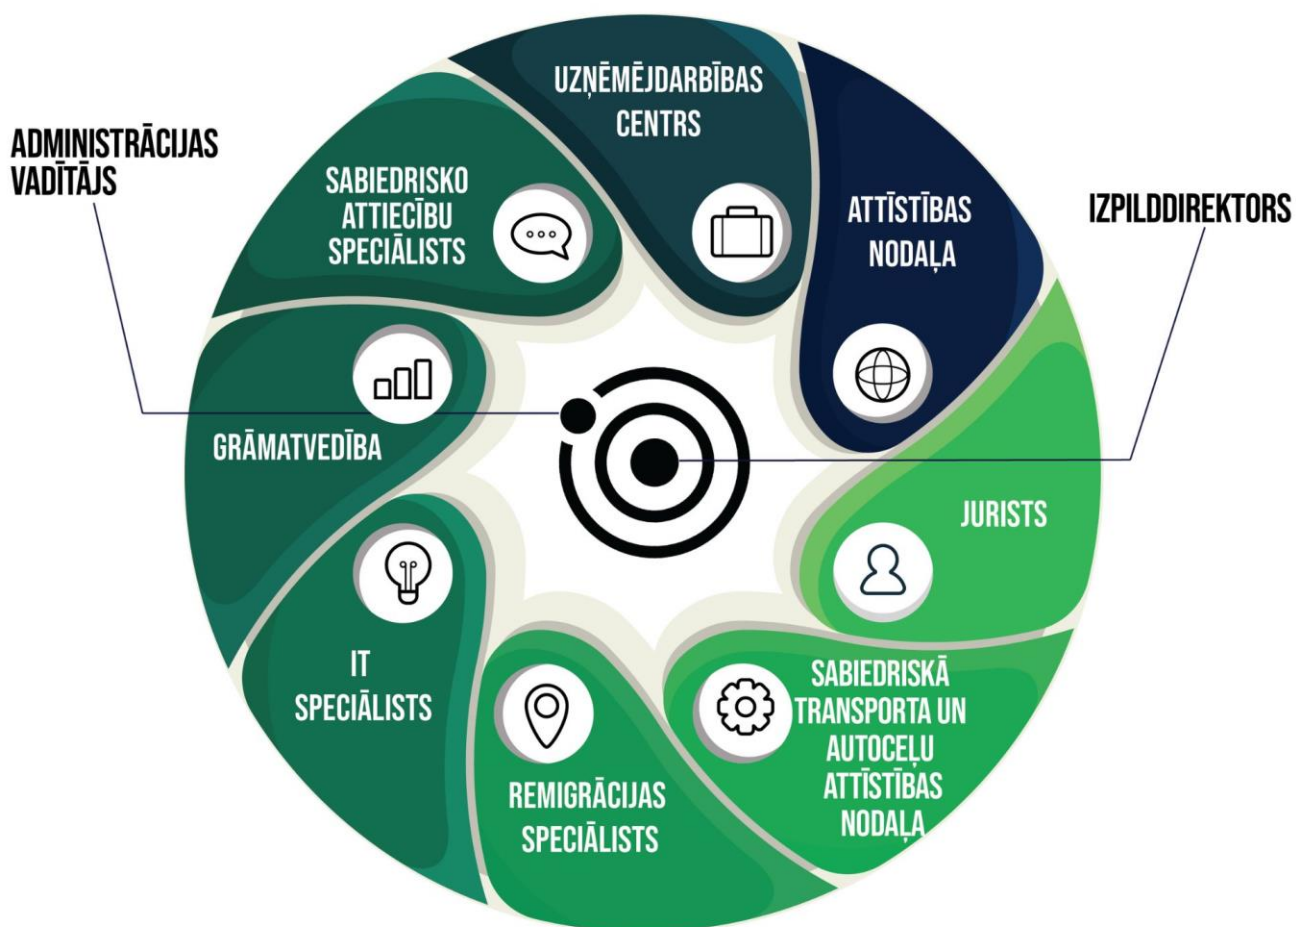 ADMINISTRĀCIJAS
VADĪTĀJS
UZŅĒMĒJDARBĪBAS
CENTRS
SABIEDRISKO
ATTIECĪBU
SPECIĀLISTS
ATTĪSTĪBAS
NODAĻA
IZPILDDIREKTORS
GRĀMATVEDĪBA
JURISTS
IT
SPECIĀLISTS
REMIGRĀCIJAS
SPECIĀLISTS
SABIEDRISKĀ
TRANSPORTA UN
AUTOCEĻU
ATTĪSTĪBAS
NODAĻA